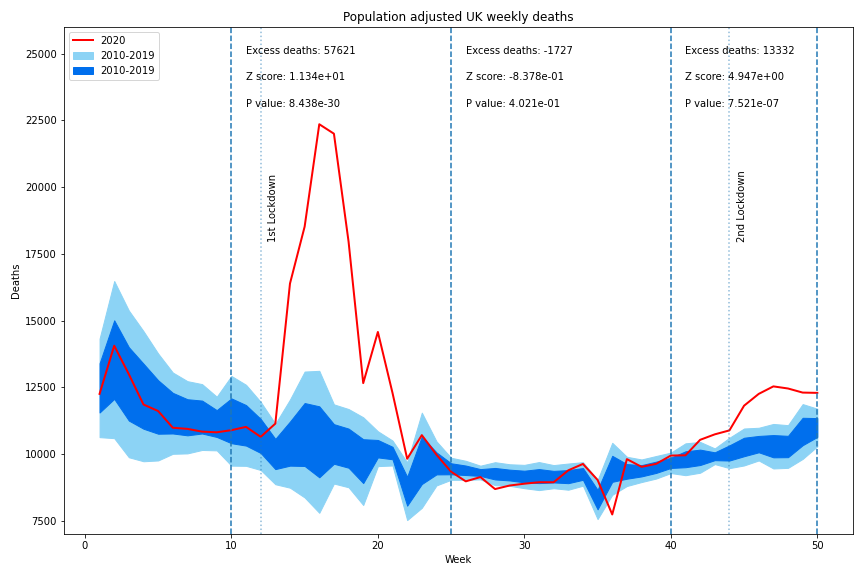 Population adjusted UK weekly deaths
2020
2010-2019
2010-2019
Excess deaths: 57621
Z score: 1.134e+01
P value: 8.438e-30
Excess deaths: -1727
Z score: -8.378e-01
P value: 4.021e-01
Excess deaths: 13332
Z score: 4.947e+00
P value: 7.521e-07
1st Lockdown
2nd Lockdown
Deaths
25000
22500
20000
17500
15000
12500
10000
7500
0 10 20 30 40 50
Week